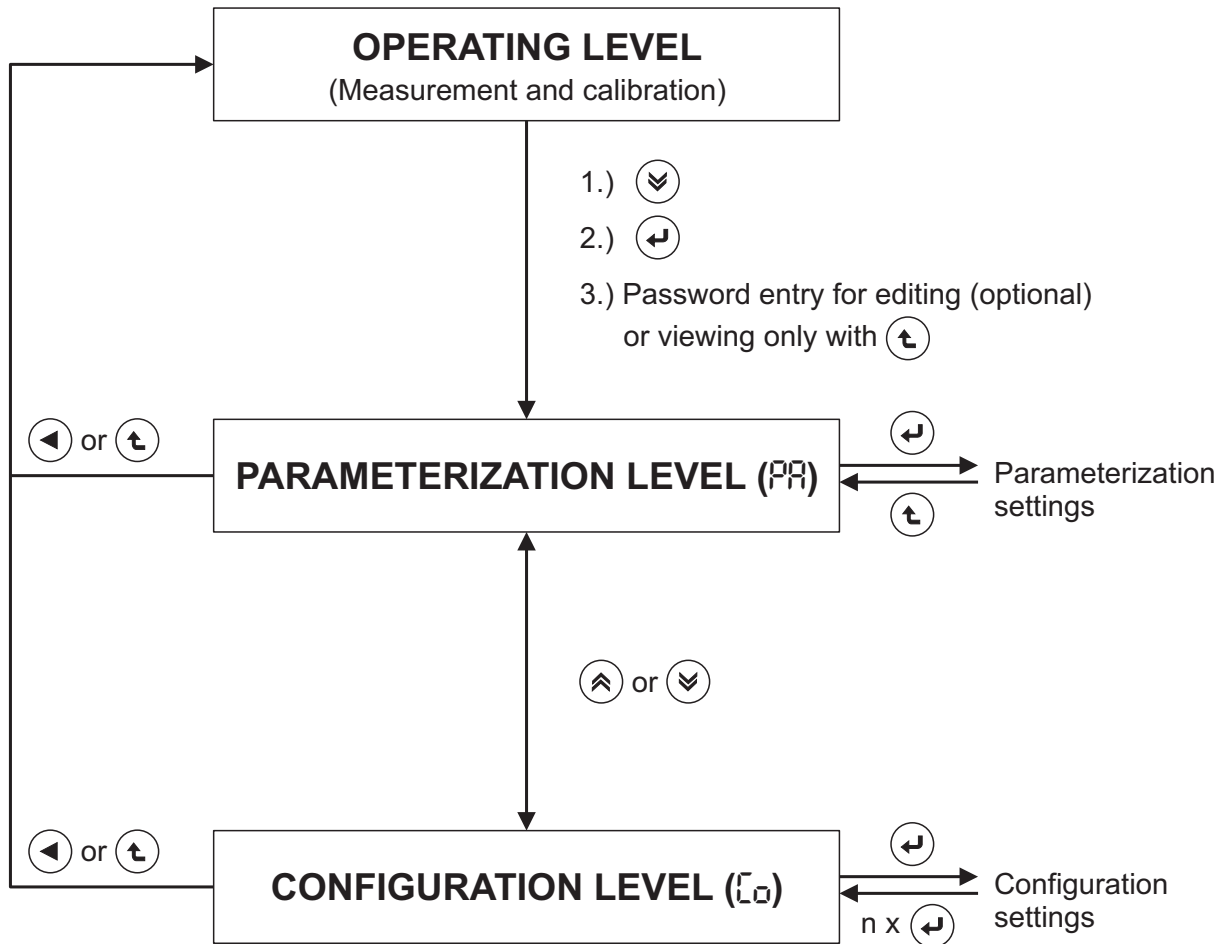 OPERATING LEVEL
(Measurement and calibration)
1.)
2.)
3.) Password entry for editing (optional)
or viewing only with
or
PARAMETERIZATION LEVEL (PA)
Parameterization
settings
or
or
CONFIGURATION LEVEL (Co)
Configuration
settings
n x